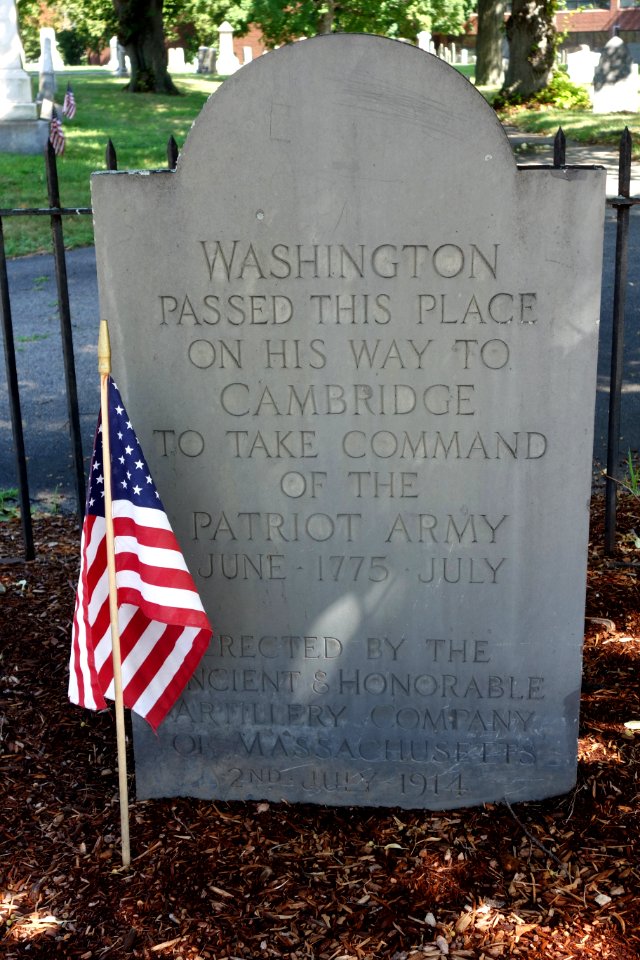 WASHINGTON
PASSED THIS PLACE
ON HIS WAY TO
CAMBRIDGE
TO TAKE COMMAND
OF THE
PATRIOT ARMY
JUNE - 1775 - JULY
ERECTED BY THE
ANCIENT & HONORABLE
ARTILLERY COMPANY
OF MASSACHUSETTS
2ND JULY 1914